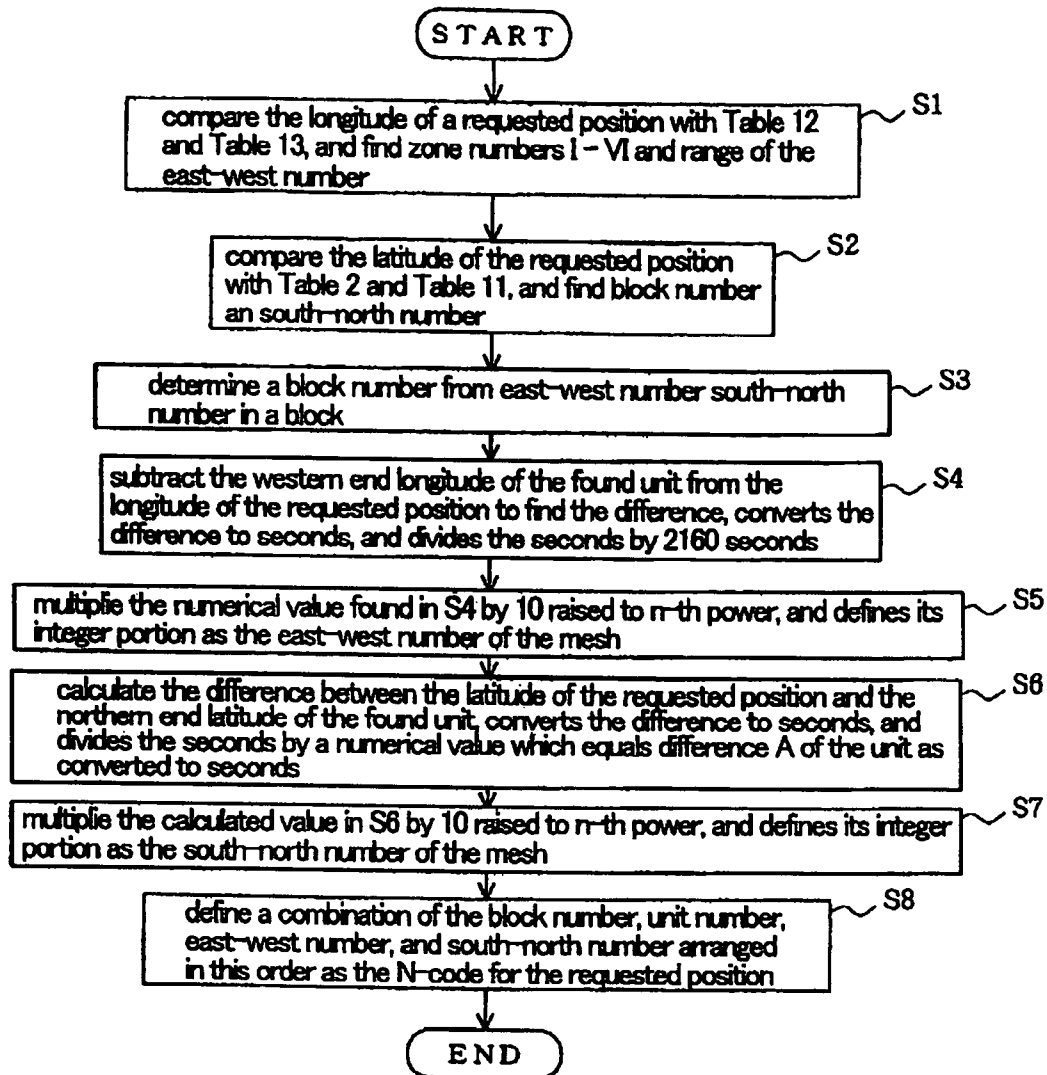 START
S1
compare the longitude of a requested position with Table 12
and Table 13, and find zone numbers I - VI and range of the
east-west number
S2
compare the latitude of the requested position
with Table 2 and Table 11, and find block number
an south-north number
S3
determine a block number from east-west number south-north
number in a block
S4
subtract the western end longitude of the found unit from the
longitude of the requested position to find the difference, converts the
difference to seconds, and divides the seconds by 2160 seconds
S5
multiplie the numerical value found in S4 by 10 raised to n-th power, and defines its
integer portion as the east-west number of the mesh
S6
calculate the difference between the latitude of the requested position and the
northern end latitude of the found unit, converts the difference to seconds, and
divides the seconds by a numerical value which equals difference A of the unit as
converted to seconds
S7
multiplie the calculated value in S6 by 10 raised to n-th power, and defines its integer
portion as the south-north number of the mesh
S8
define a combination of the block number, unit number,
east-west number, and south-north number arranged
in this order as the N-code for the requested position
END